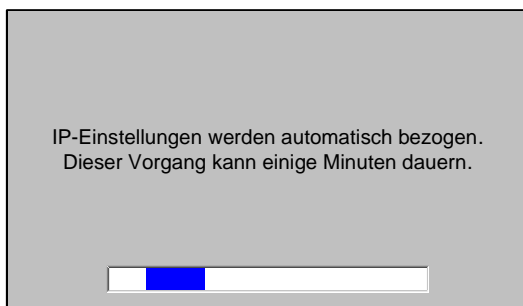 IP-Einstellungen werden automatisch bezogen.
Dieser Vorgang kann einige Minuten dauern.